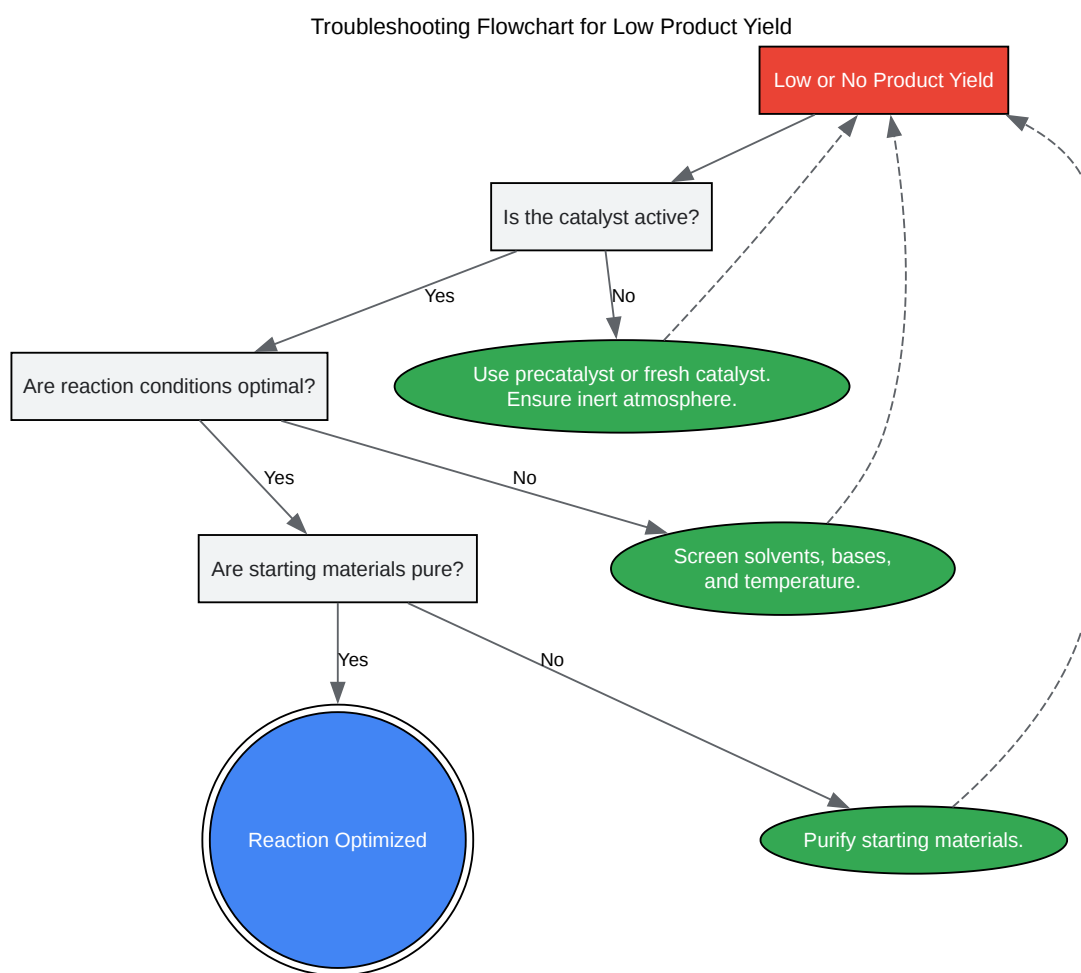 Troubleshooting Flowchart for Low Product Yield
Low or No Product Yield
Is the catalyst active?
Yes
No
Are reaction conditions optimal?
Use precatalyst or fresh catalyst.
Ensure inert atmosphere.
Yes
No
Are starting materials pure?
Screen solvents, bases,
and temperature.
Yes
No
Reaction Optimized
Purify starting materials.